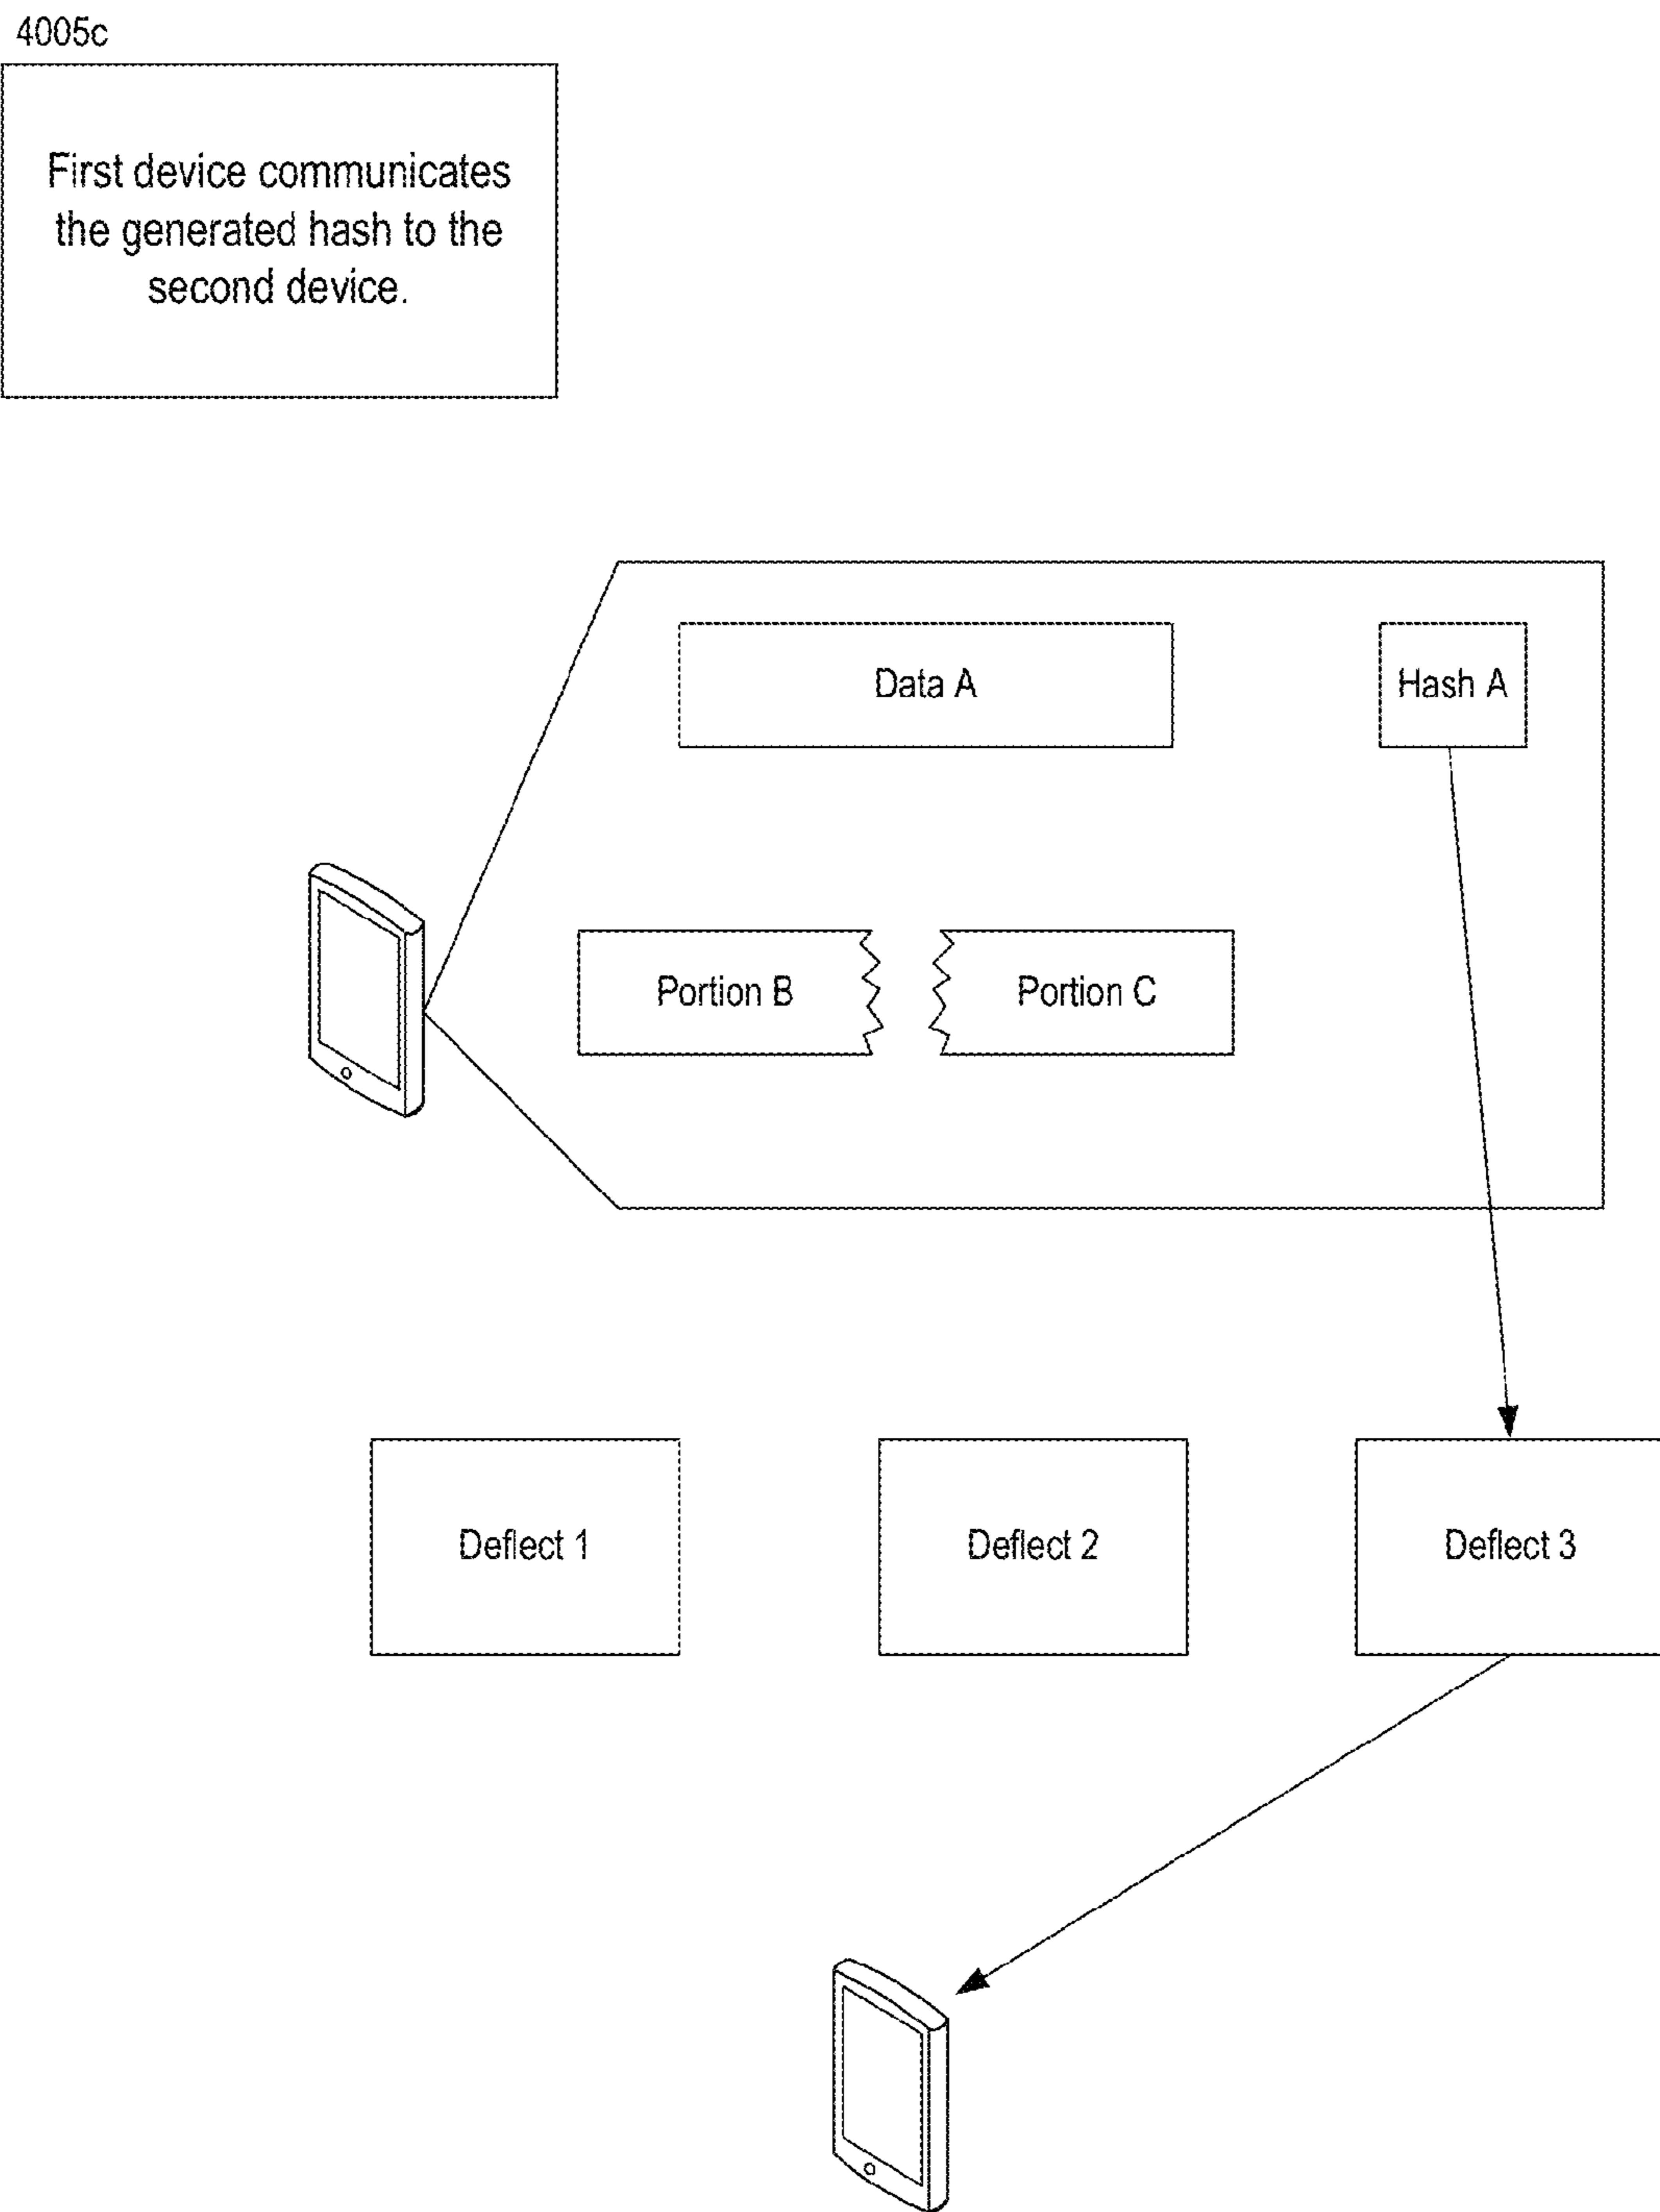 4005c
First device communicates
the generated hash to the
second device.
Data A
Hash A
Portion B
Portion C
Deflect 1
Deflect 2
Deflect 3